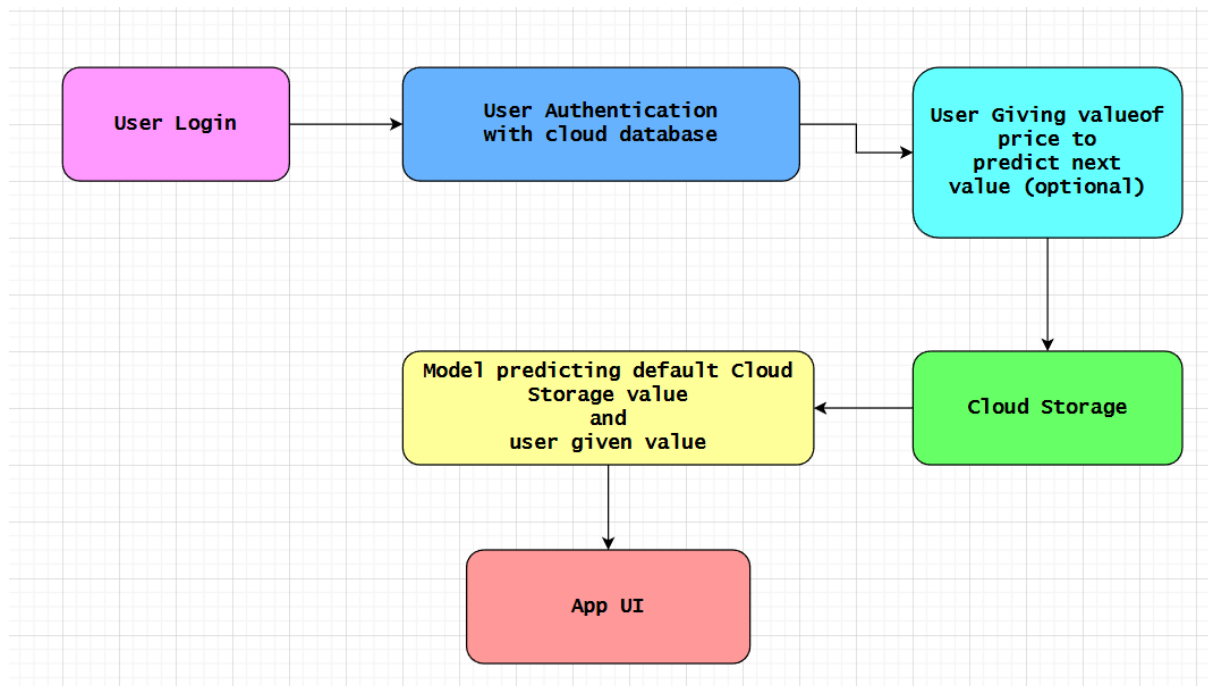 User Login
User Authentication
with cloud database
User Giving valueof
price to
predict next
value (optional)
Cloud Storage
Model predicting default Cloud
Storage value
and
user given value
App UI